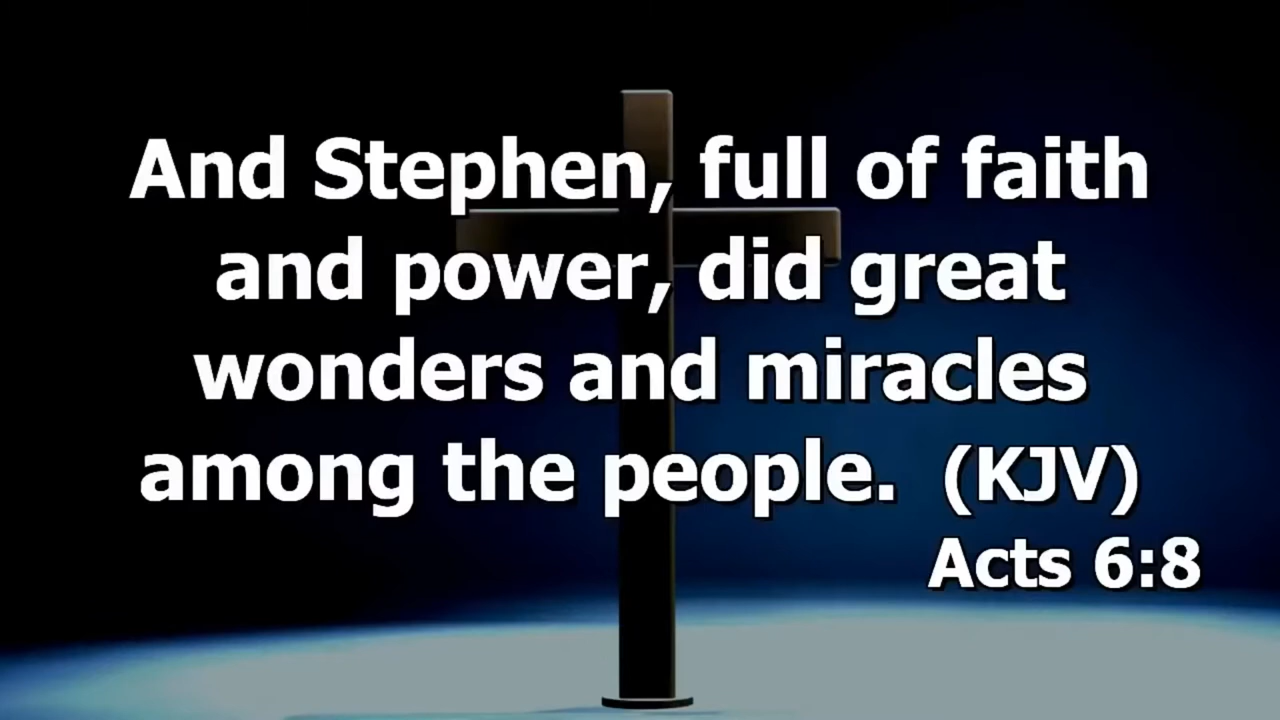 And Stephen, full of faith
and power, did great
wonders and miracles
among the people.  (KJV)
Acts 6:8